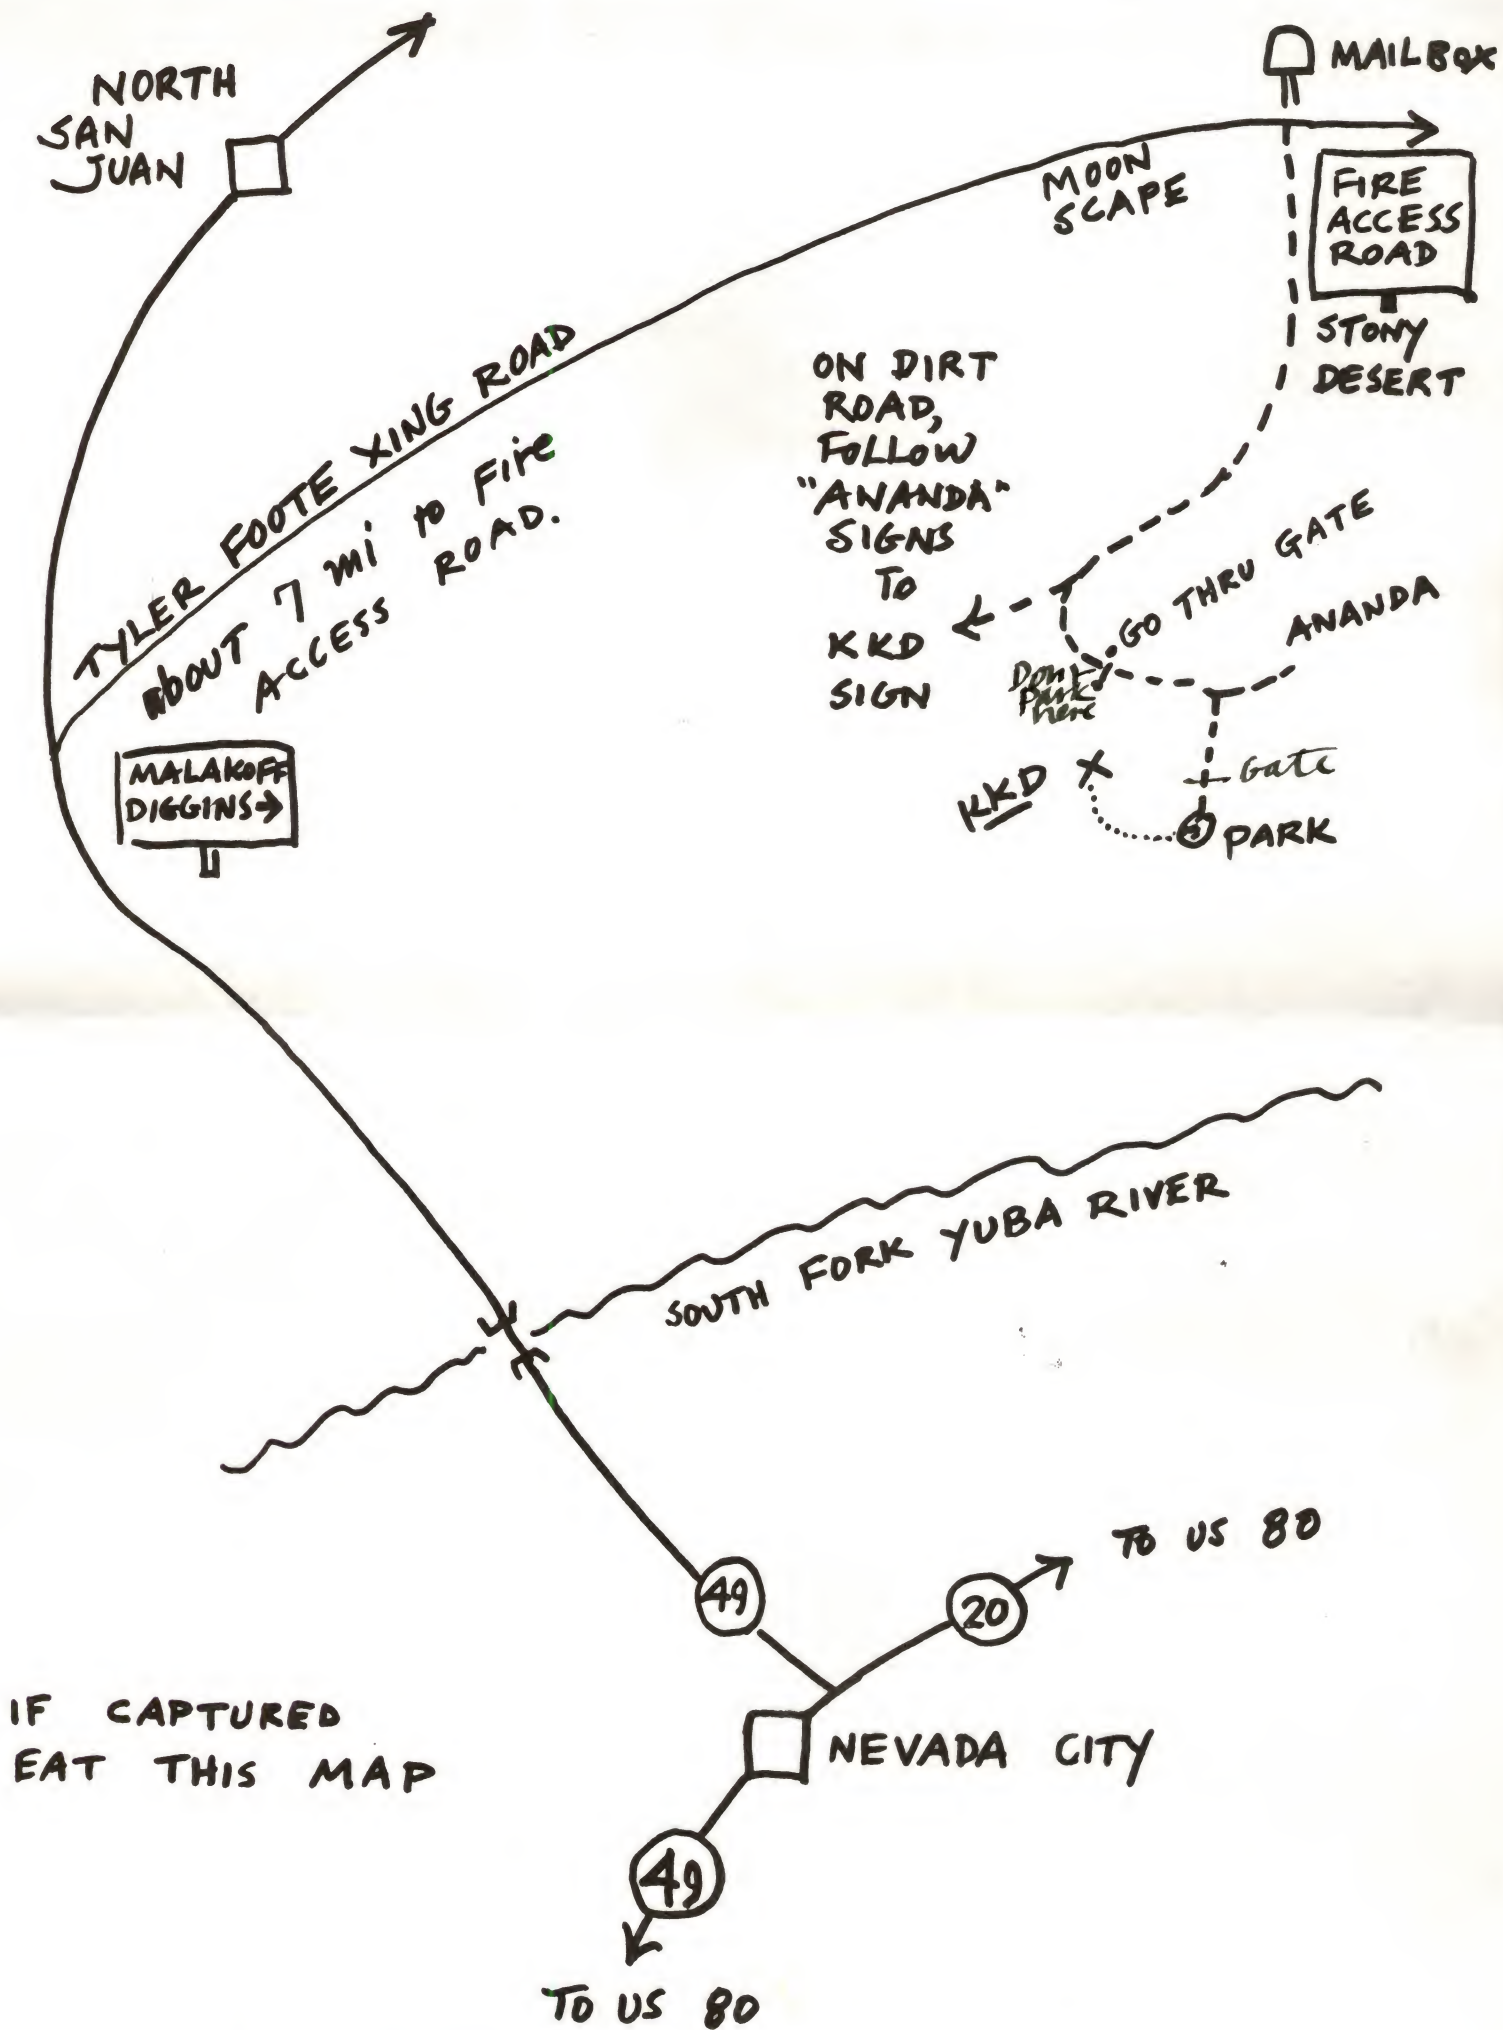 NORTH
SAN
JUAN
MAILBOX
MOON
SCAPE
FIRE
ACCESS
ROAD
STONY
DESERT
TYLER FOOTE XING ROAD
about 7 mi to Fire
ACCESS ROAD.
ON DIRT
ROAD,
FOLLOW
"ANANDA"
SIGNS
TO
KKD
SIGN
GO THRU GATE
ANANDA
Dont
park
here
Gate
KKD X
PARK
MALAKOFF
DIGGINS→
SOUTH FORK YUBA RIVER
TO US 80
49
20
NEVADA CITY
IF CAPTURED
EAT THIS MAP
49
TO US 80